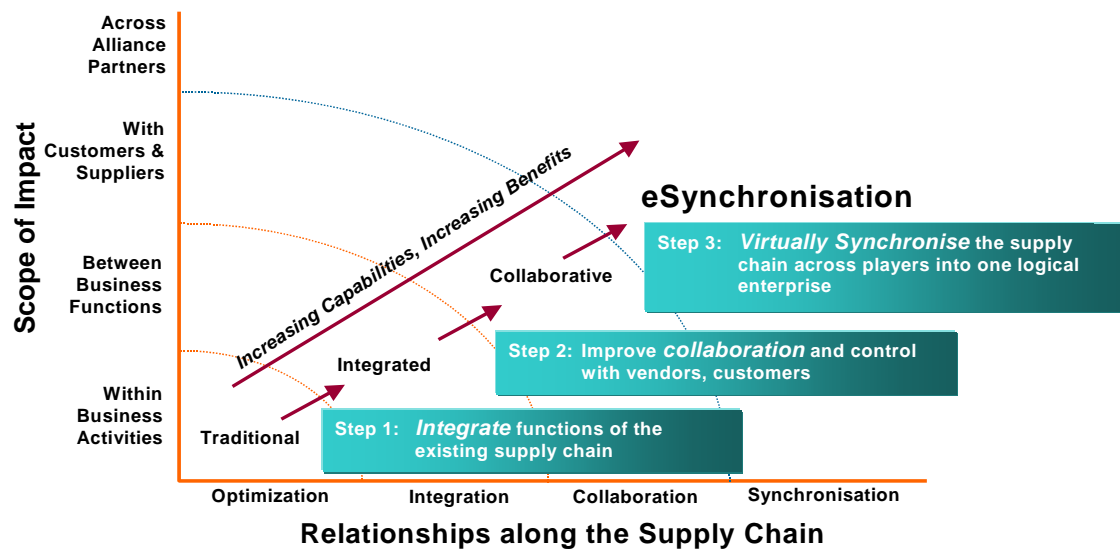 Across
Alliance
Partners
With
Customers &
Suppliers
Between
Business
Functions
Within
Business
Activities
Scope of Impact
Increasing Capabilities, Increasing Benefits
eSynchronisation
Step 3: Virtually Synchronise the supply
chain across players into one logical
enterprise
Collaborative
Step 2: Improve collaboration and control
with vendors, customers
Integrated
Step 1: Integrate functions of the
existing supply chain
Traditional
Optimization
Integration
Collaboration
Synchronisation
Relationships along the Supply Chain